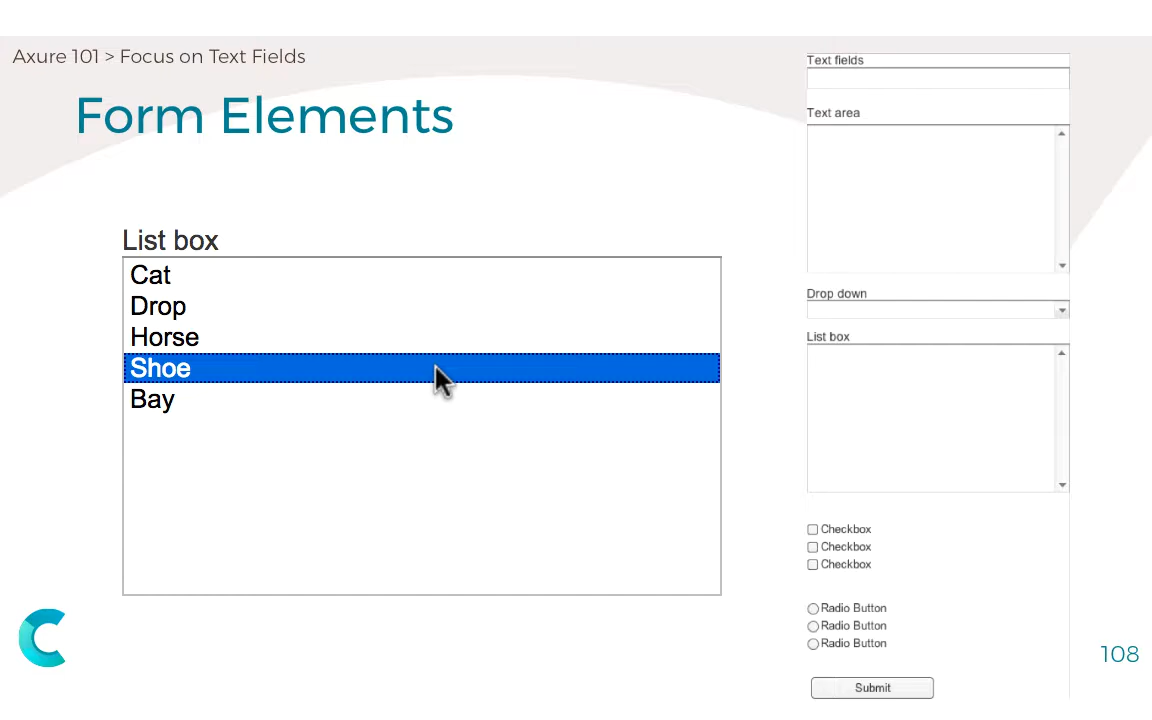 Axure 101 > Focus on Text Fields
Form Elements
List box
Cat
Drop
Horse
Shoe
Bay
Text fields
Text area
Drop down
List box
Checkbox
Checkbox
Checkbox
Radio Button
Radio Button
Radio Button
Submit
108